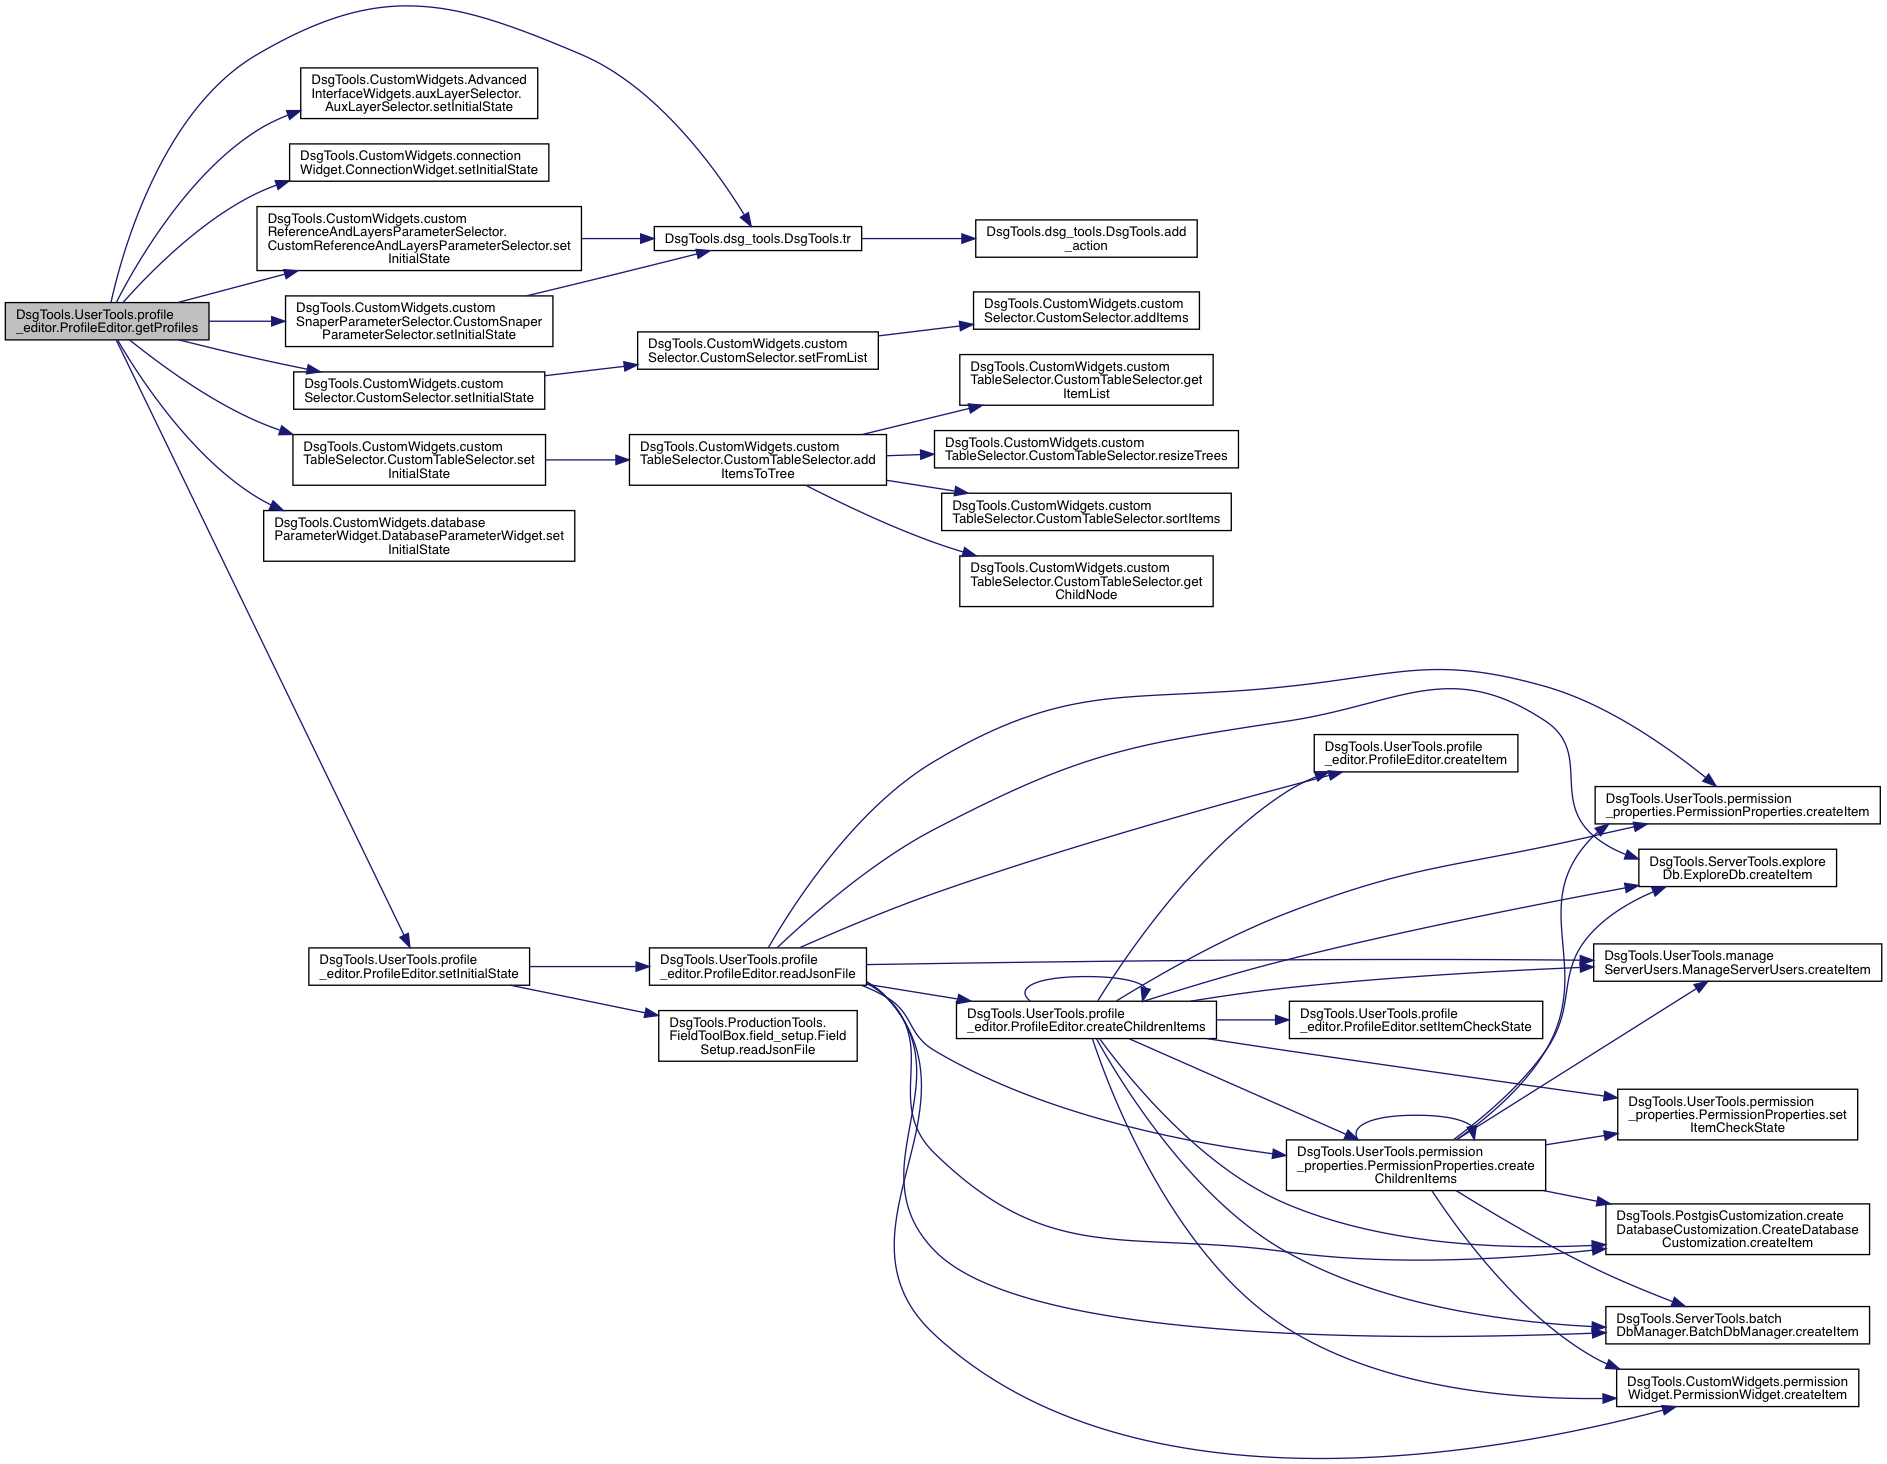 DsgTools.UserTools.profile
_editor.ProfileEditor.getProfiles
DsgTools.CustomWidgets.Advanced
InterfaceWidgets.auxLayerSelector.
AuxLayerSelector.setInitialState
DsgTools.CustomWidgets.connection
Widget.ConnectionWidget.setInitialState
DsgTools.CustomWidgets.custom
ReferenceAndLayersParameterSelector.
CustomReferenceAndLayersParameterSelector.set
InitialState
DsgTools.CustomWidgets.custom
SnaperParameterSelector.CustomSnaper
ParameterSelector.setInitialState
DsgTools.CustomWidgets.custom
Selector.CustomSelector.setInitialState
DsgTools.CustomWidgets.custom
TableSelector.CustomTableSelector.set
InitialState
DsgTools.CustomWidgets.database
ParameterWidget.DatabaseParameterWidget.set
InitialState
DsgTools.UserTools.profile
_editor.ProfileEditor.setInitialState
DsgTools.dsg_tools.DsgTools.tr
DsgTools.CustomWidgets.custom
Selector.CustomSelector.setFromList
DsgTools.CustomWidgets.custom
TableSelector.CustomTableSelector.add
ItemsToTree
DsgTools.UserTools.profile
_editor.ProfileEditor.readJsonFile
DsgTools.ProductionTools.
FieldToolBox.field_setup.Field
Setup.readJsonFile
DsgTools.dsg_tools.DsgTools.add
_action
DsgTools.CustomWidgets.custom
Selector.CustomSelector.addItems
DsgTools.CustomWidgets.custom
TableSelector.CustomTableSelector.get
ItemList
DsgTools.CustomWidgets.custom
TableSelector.CustomTableSelector.resizeTrees
DsgTools.CustomWidgets.custom
TableSelector.CustomTableSelector.sortItems
DsgTools.CustomWidgets.custom
TableSelector.CustomTableSelector.get
ChildNode
DsgTools.UserTools.profile
_editor.ProfileEditor.createChildrenItems
DsgTools.UserTools.profile
_editor.ProfileEditor.createItem
DsgTools.UserTools.profile
_editor.ProfileEditor.setItemCheckState
DsgTools.UserTools.permission
_properties.PermissionProperties.create
ChildrenItems
DsgTools.UserTools.permission
_properties.PermissionProperties.createItem
DsgTools.ServerTools.explore
Db.ExploreDb.createItem
DsgTools.UserTools.manage
ServerUsers.ManageServerUsers.createItem
DsgTools.UserTools.permission
_properties.PermissionProperties.set
ItemCheckState
DsgTools.PostgisCustomization.create
DatabaseCustomization.CreateDatabase
Customization.createItem
DsgTools.ServerTools.batch
DbManager.BatchDbManager.createItem
DsgTools.CustomWidgets.permission
Widget.PermissionWidget.createItem